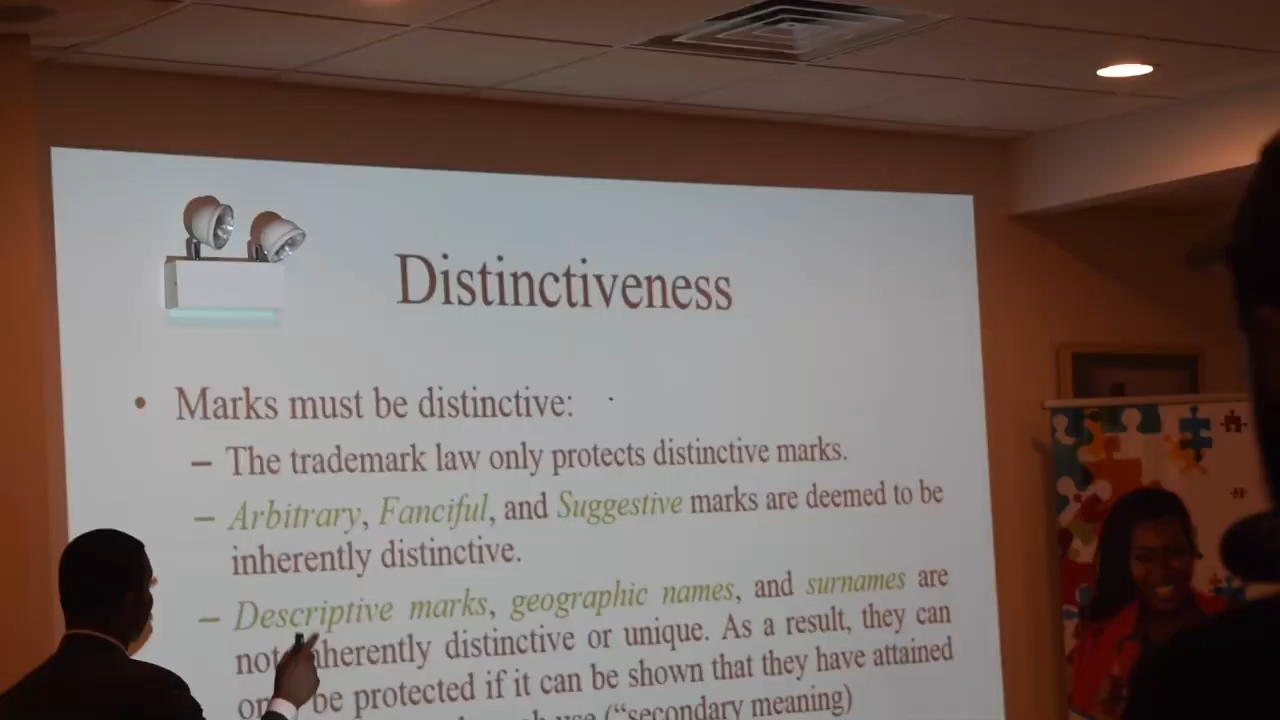 Distinctiveness
• Marks must be distinctive:
– The trademark law only protects distinctive marks.
– Arbitrary, Fanciful, and Suggestive marks are deemed to be
inherently distinctive.
– Descriptive marks, geographic names, and surnames are
not inherently distinctive or unique. As a result, they can
be protected if it can be shown that they have attained
use (“secondary meaning)